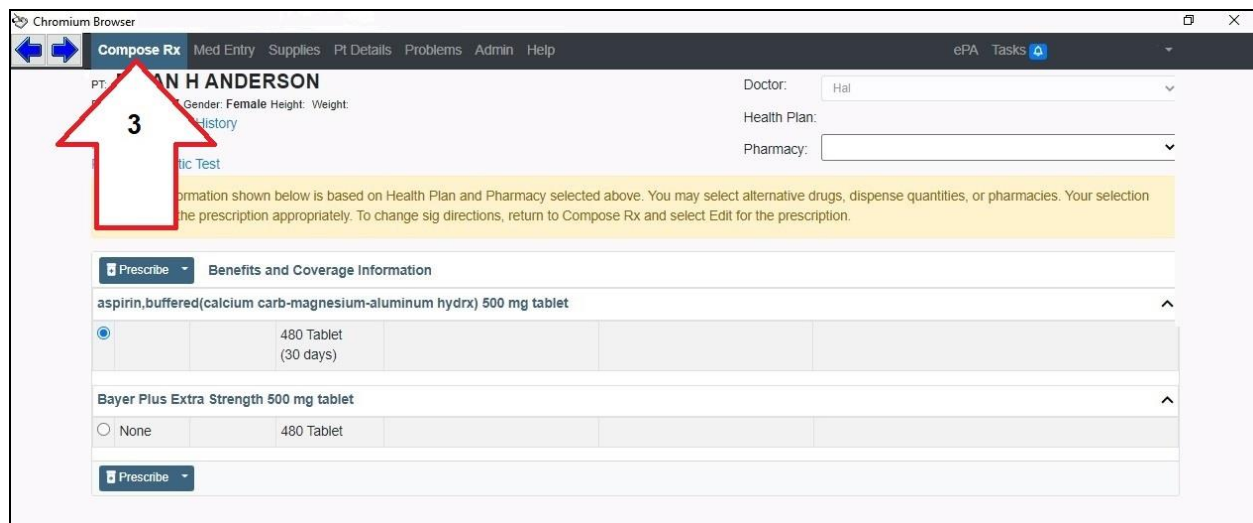 Chromium Browser
Compose Rx Med Entry Supplies Pt Details Problems Admin Help ePA Tasks
PT: AN H ANDERSON
Gender: Female Height: Weight:
History
3
tic Test
Doctor: Hal
Health Plan:
Pharmacy:
shown below is based on Health Plan and Pharmacy selected above. You may select alternative drugs, dispense quantities, or pharmacies. Your selection
the prescription appropriately. To change sig directions, return to Compose Rx and select Edit for the prescription.
Prescribe Benefits and Coverage Information
aspirin,buffered(calcium carb-magnesium-aluminum hydrx) 500 mg tablet
480 Tablet
(30 days)
Bayer Plus Extra Strength 500 mg tablet
None 480 Tablet
Prescribe